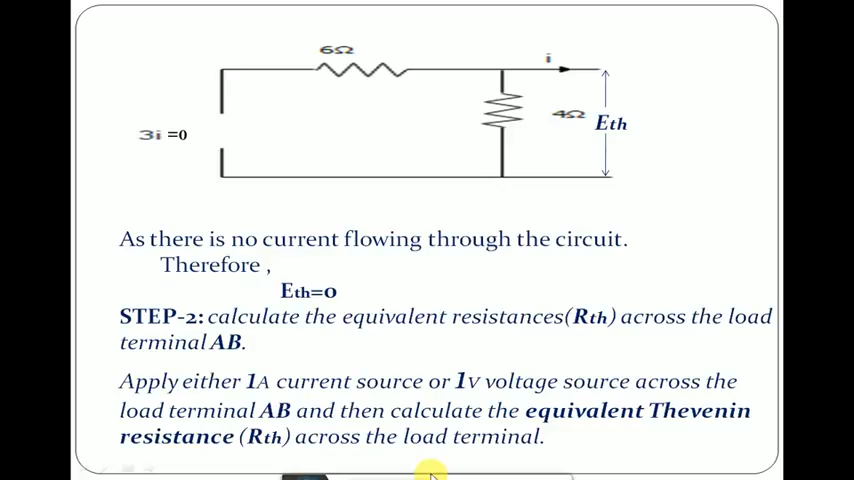 6Ω
i
3i =0
4Ω Eth
As there is no current flowing through the circuit.
Therefore ,
Eth=0
STEP-2: calculate the equivalent resistances(Rth) across the load
terminal AB.
Apply either 1A current source or 1V voltage source across the
load terminal AB and then calculate the equivalent Thevenin
resistance (Rth) across the load terminal.